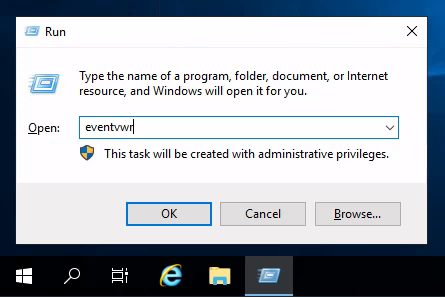 Run
Type the name of a program, folder, document, or Internet
resource, and Windows will open it for you.
Open: eventvwr
This task will be created with administrative privileges.
OK Cancel Browse...